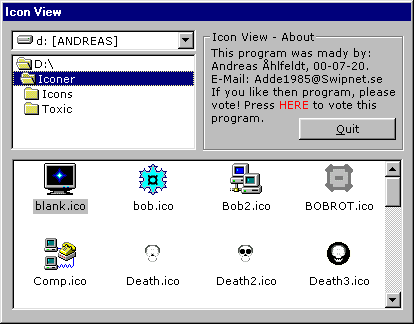 Icon View
d: [ANDREAS]
D:\
Iconer
Icons
Toxic
Icon View - About
This program was mady by:
Andreas Åhlfeldt, 00-07-20.
E-Mail: Adde1985@Swipnet.se
If you like then program, please
vote! Press HERE to vote this
program.
Quit
blank.ico bob.ico Bob2.ico BOBROT.ico
Comp.ico Death.ico Death2.ico Death3.ico